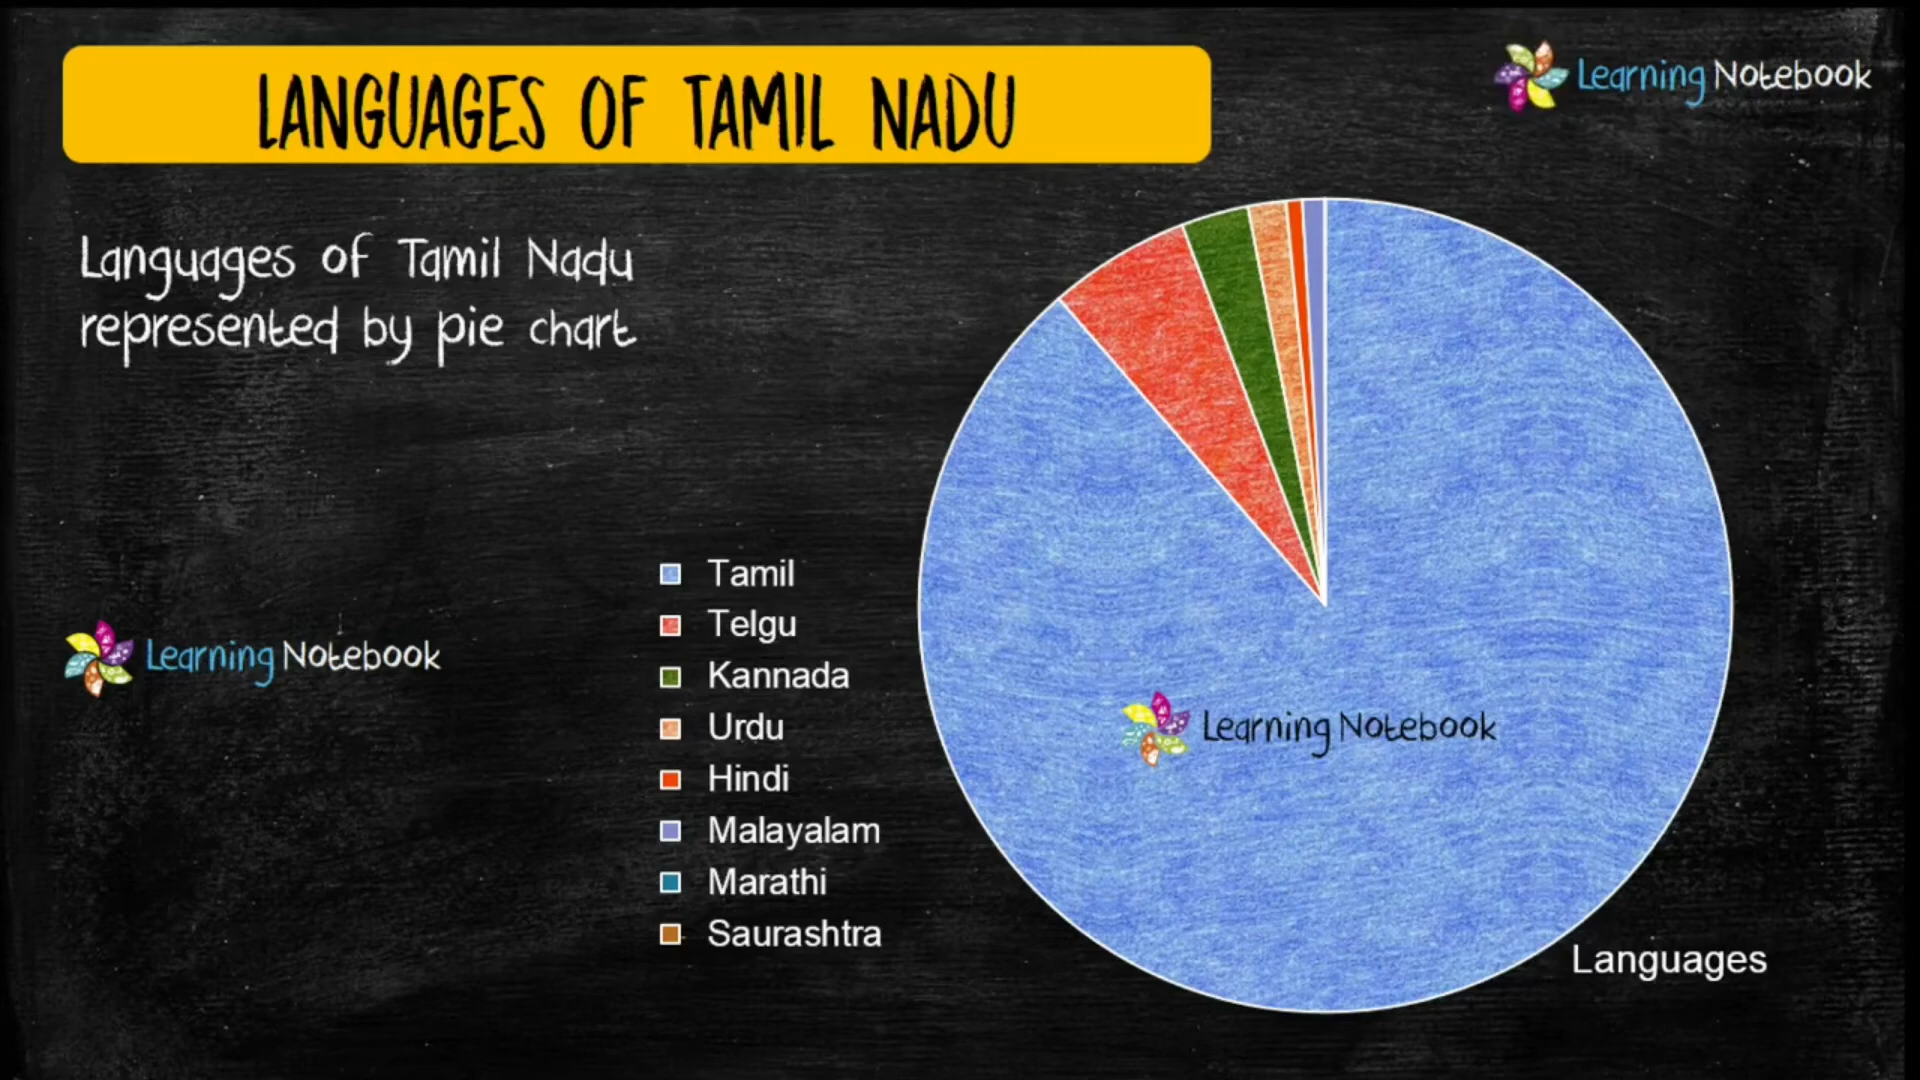 LANGUAGES OF TAMIL NADU
Learning Notebook
Languages of Tamil Nadu
represented by pie chart
Tamil
Telgu
Kannada
Urdu
Hindi
Malayalam
Marathi
Saurashtra
Learning Notebook
Learning Notebook
Languages